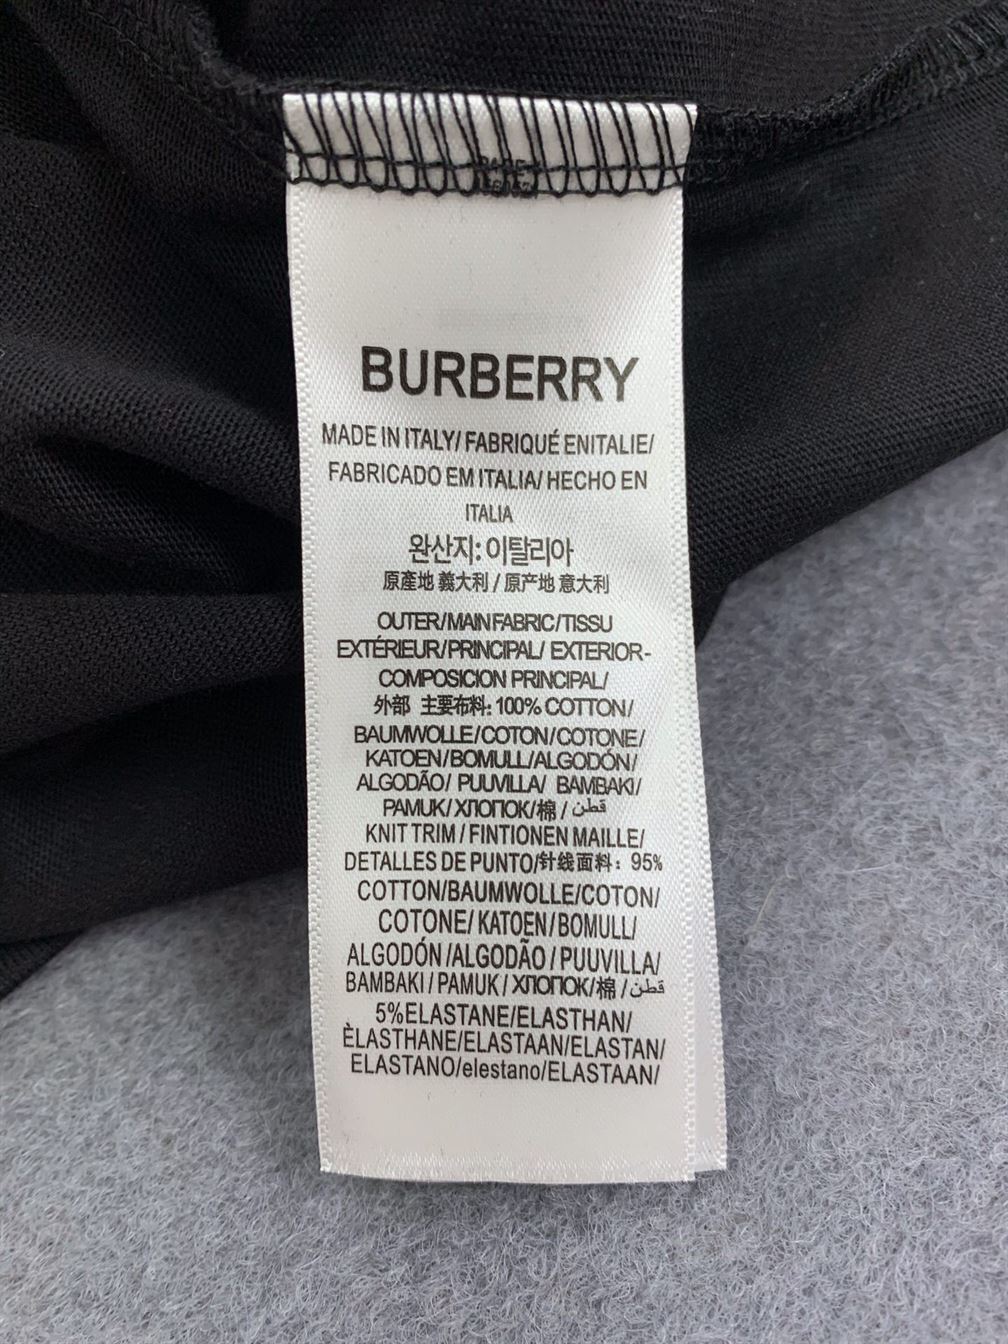 BURBERRY
MADE IN ITALY/ FABRIQUÉ ENITALIE/
FABRICADO EM ITALIA/ HECHO EN
ITALIA
완산지: 이탈리아
原產地 義大利 / 原产地 意大利
OUTER/MAIN FABRIC/TISSU
EXTÉRIEUR/PRINCIPAL/ EXTERIOR-
COMPOSICION PRINCIPAL/
外部 主要布料: 100% COTTON/
BAUMWOLLE/COTON/COTONE/
KATOEN/BOMULL/ALGODÓN/
ALGODÃO/ PUUVILLA/ BAMBAKI/
PAMUK/ХЛОПОК/棉 / قطن
KNIT TRIM / FINTIONEN MAILLE/
DETALLES DE PUNTO/针线面料: 95%
COTTON/BAUMWOLLE/COTON/
COTONE/ KATOEN/BOMULL/
ALGODÓN /ALGODÃO / PUUVILLA/
BAMBAKI / PAMUK / ХЛОПОК/棉 / قطن
5%ELASTANE/ELASTHAN/
ÈLASTHANE/ELASTAAN/ELASTAN/
ELASTANO/elestano/ELASTAAN/